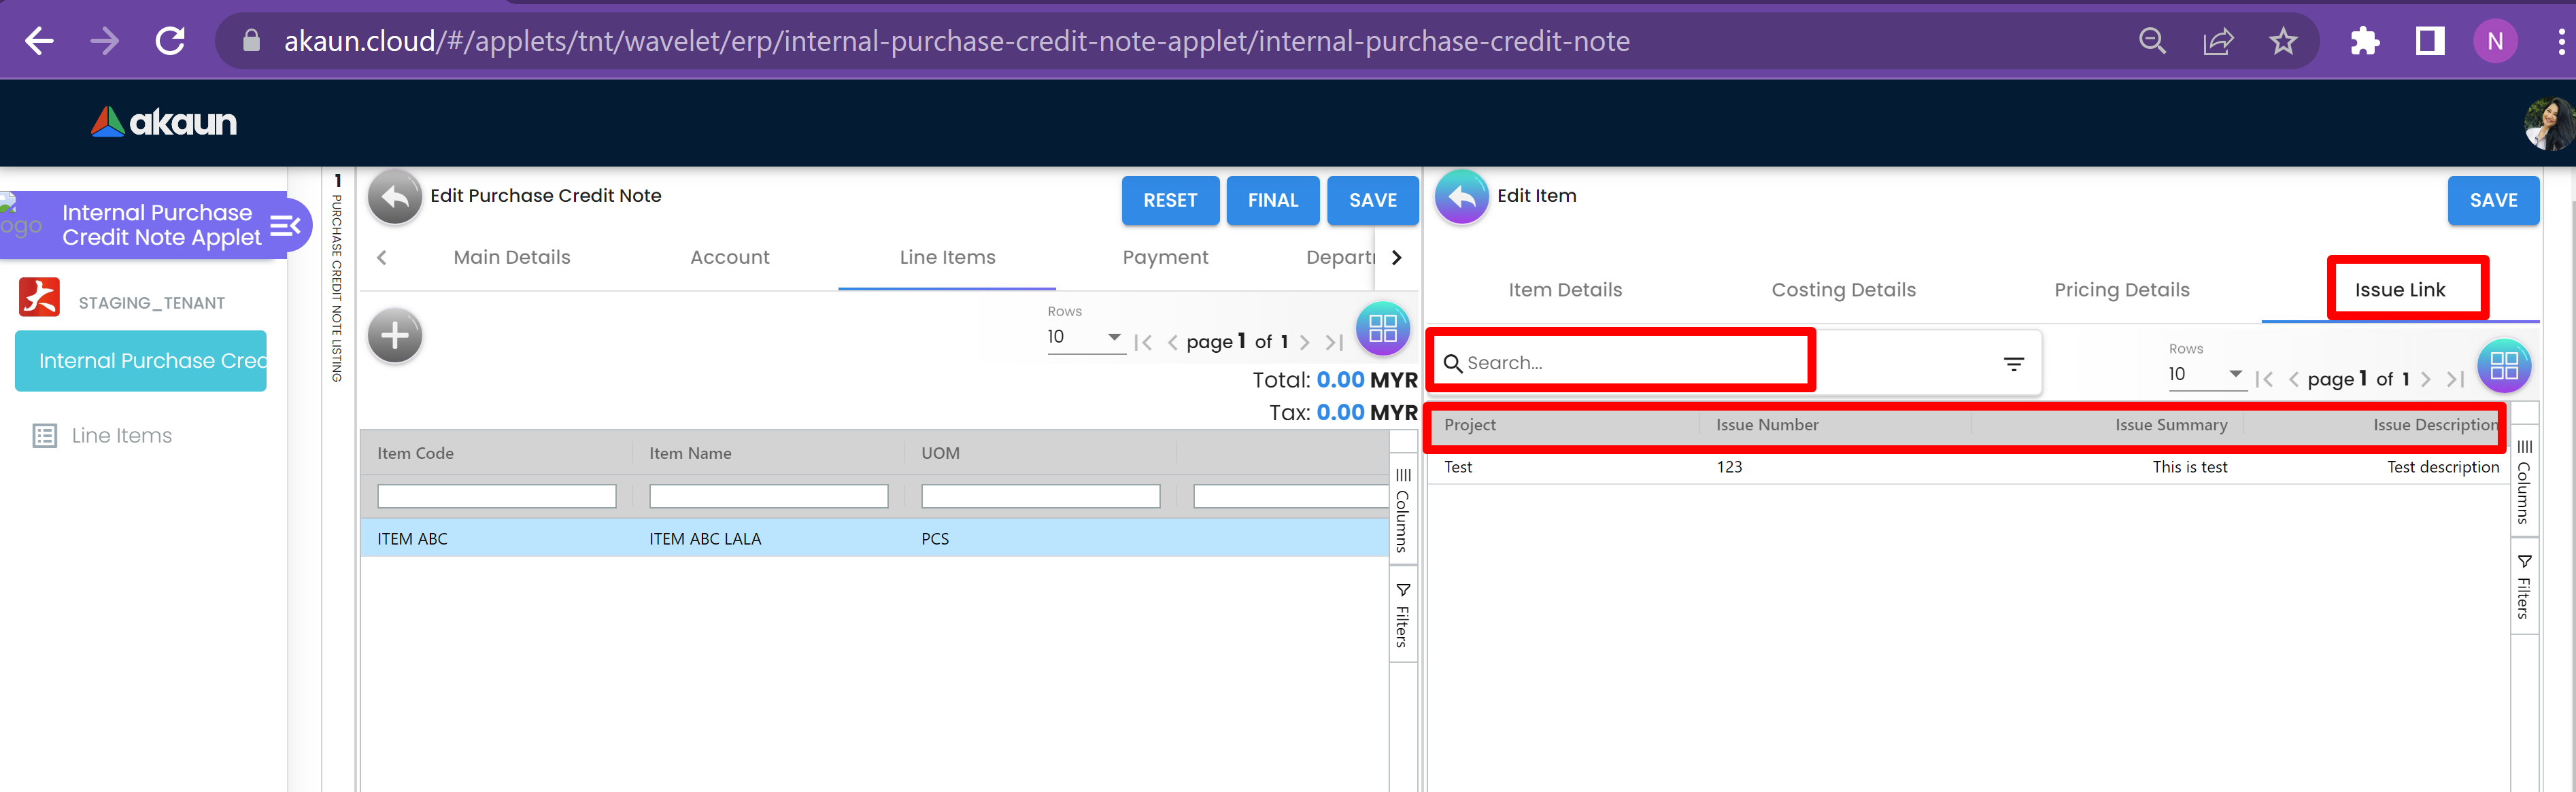 akaun.cloud/#/applets/tnt/wavelet/erp/internal-purchase-credit-note-applet/internal-purchase-credit-note
N
akaun
ogo
Internal Purchase
Credit Note Applet
STAGING_TENANT
Internal Purchase Cred
Line Items
1
PURCHASE CREDIT NOTE LISTING
Edit Purchase Credit Note
RESET
FINAL
SAVE
Main Details
Account
Line Items
Payment
Departr
Rows
10
page 1 of 1
Total: 0.00 MYR
Tax: 0.00 MYR
Item Code
Item Name
UOM
ITEM ABC
ITEM ABC LALA
PCS
Columns
Filters
Edit Item
SAVE
Item Details
Costing Details
Pricing Details
Issue Link
Search...
Rows
10
page 1 of 1
Project
Issue Number
Issue Summary
Issue Description
Test
123
This is test
Test description
Columns
Filters